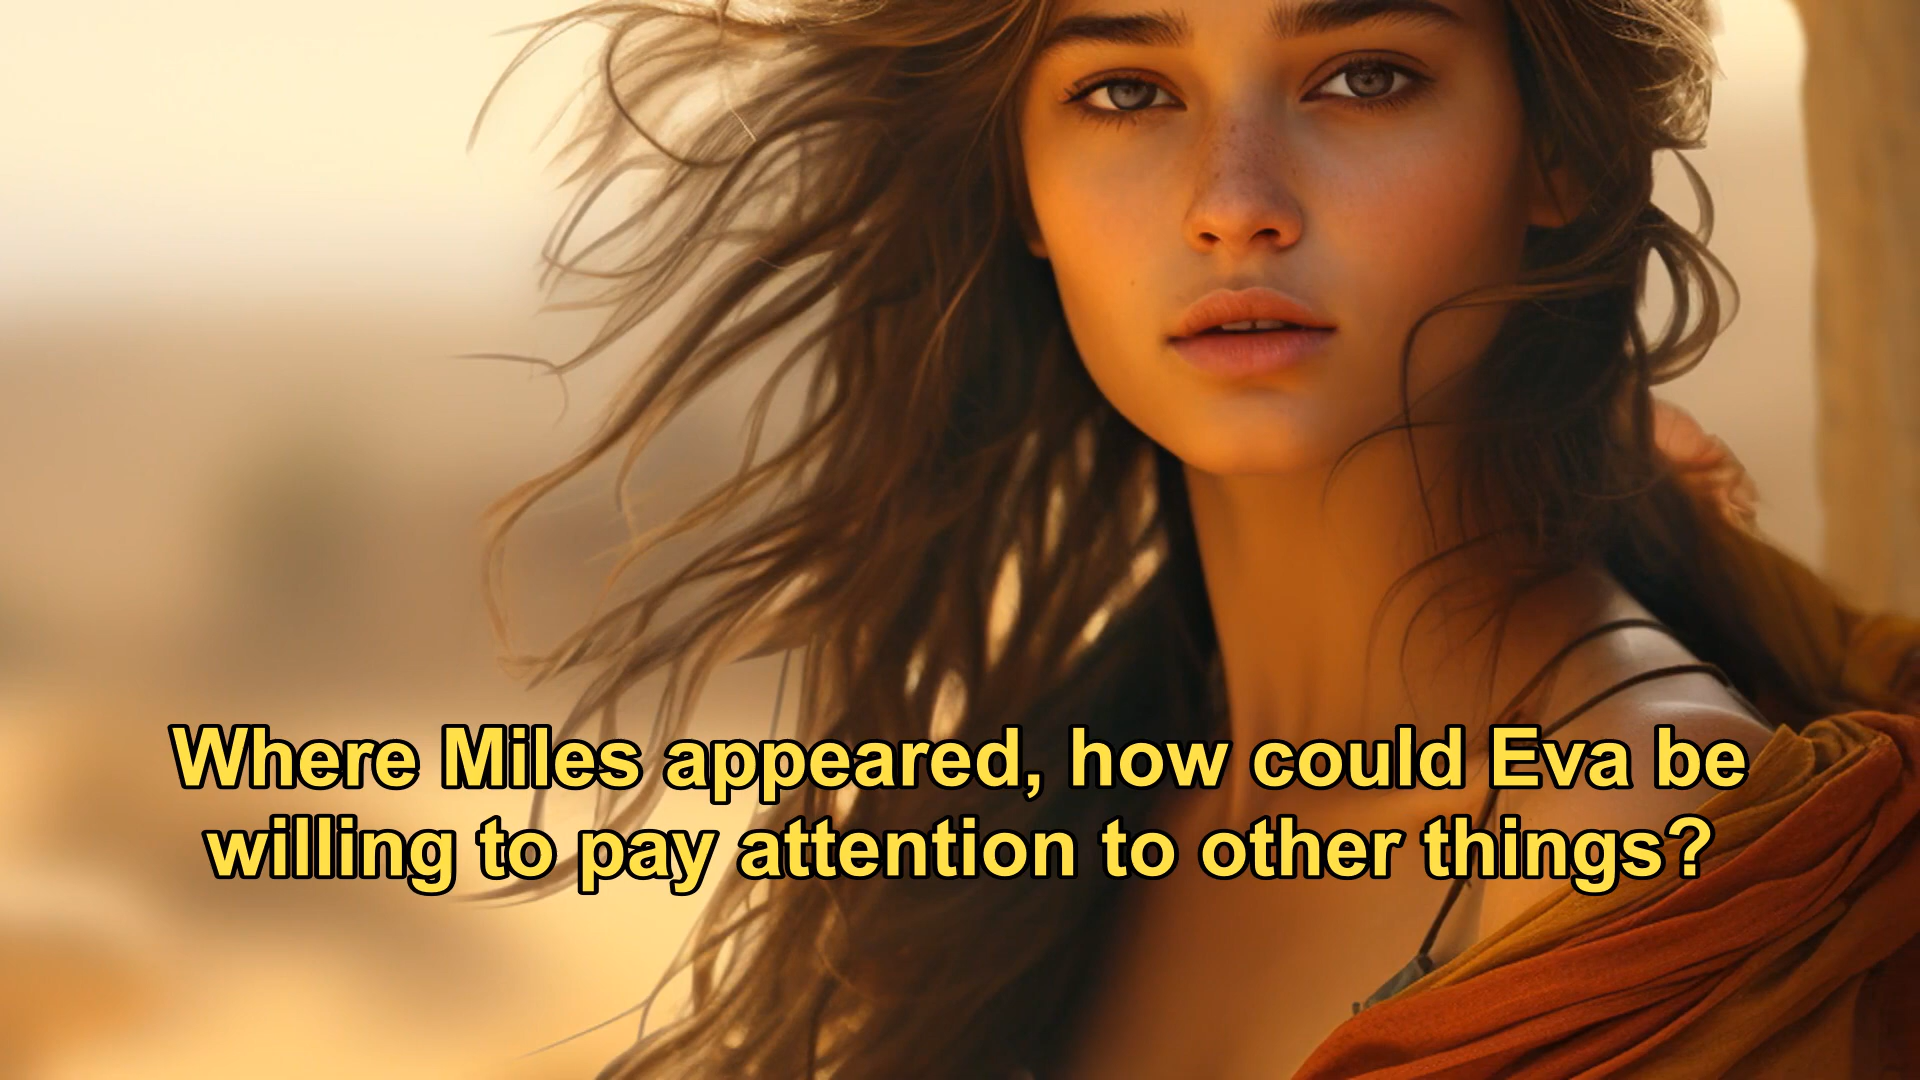 Where Miles appeared, how could Eva be
willing to pay attention to other things?